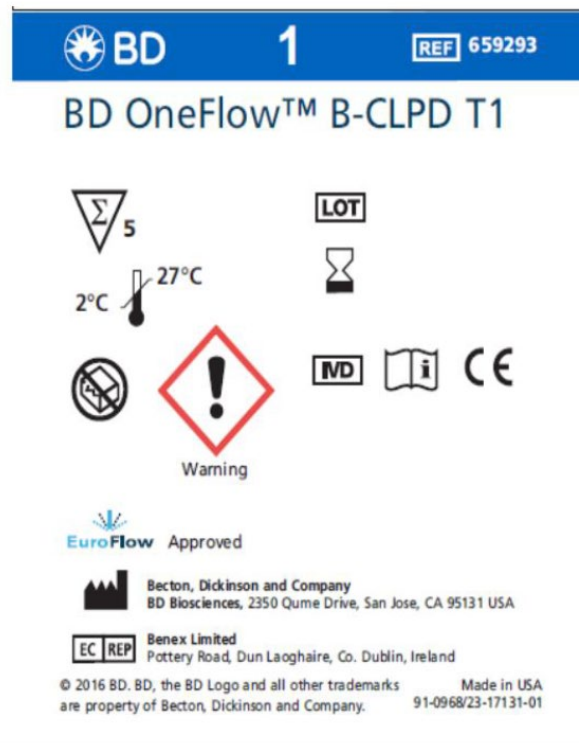 BD 1 REF 659293
BD OneFlow™ B-CLPD T1
Σ 5
LOT
27°C
2°C
IVD i CE
Warning
EuroFlow Approved
Becton, Dickinson and Company
BD Biosciences, 2350 Qume Drive, San Jose, CA 95131 USA
EC REP
Benex Limited
Pottery Road, Dun Laoghaire, Co. Dublin, Ireland
© 2016 BD. BD, the BD Logo and all other trademarks
are property of Becton, Dickinson and Company.
Made in USA
91-0968/23-17131-01